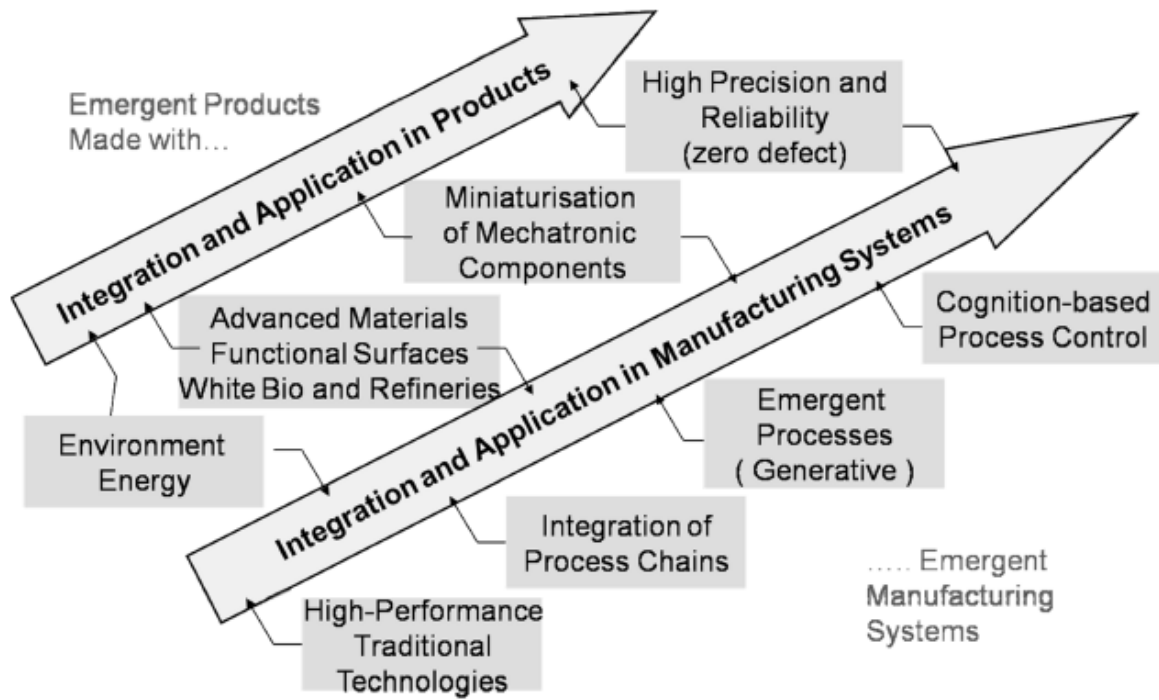 Emergent Products
Made with...
Integration and Application in Products
High Precision and
Reliability
(zero defect)
Miniaturisation
of Mechatronic
Components
Advanced Materials
Functional Surfaces
White Bio and Refineries
Environment
Energy
Integration and Application in Manufacturing Systems
Cognition-based
Process Control
Emergent
Processes
( Generative )
Integration of
Process Chains
High-Performance
Traditional
Technologies
..... Emergent
Manufacturing
Systems